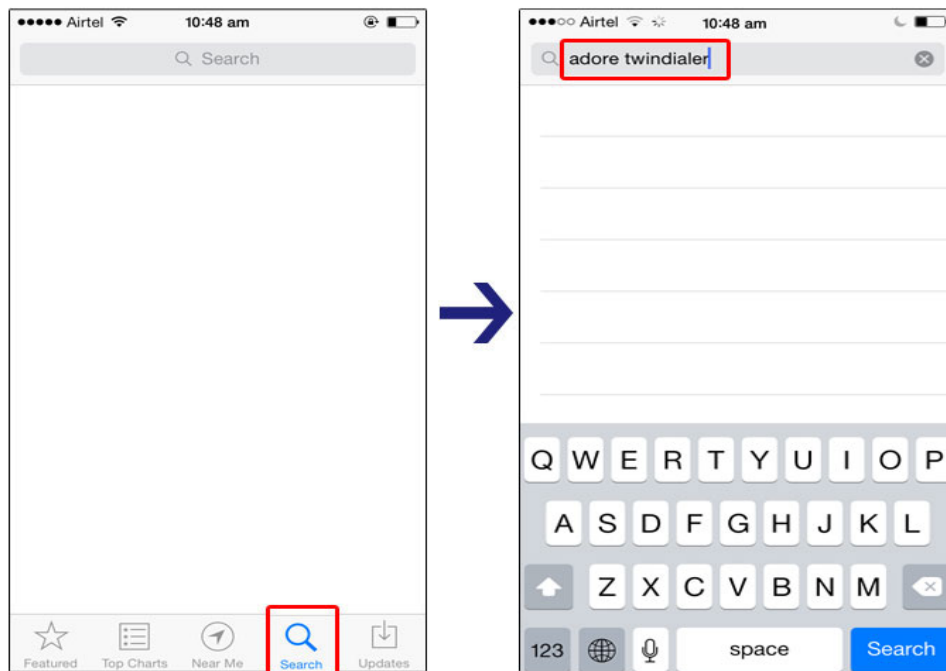 Airtel 10:48 am
Search
Featured Top Charts Near Me Search Updates
Airtel 10:48 am
adore twindialer
Q W E R T Y U I O P
A S D F G H J K L
Z X C V B N M
123 space Search